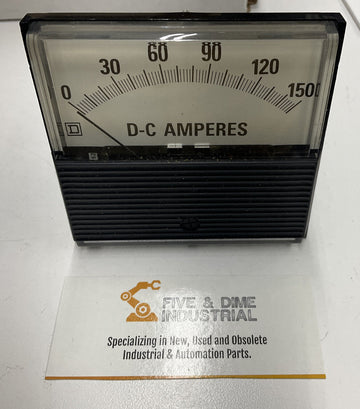 0 30 60 90 120 150
D-C AMPERES
FIVE & DIME
INDUSTRIAL
Specializing in New, Used and Obsolete
Industrial & Automation Parts.